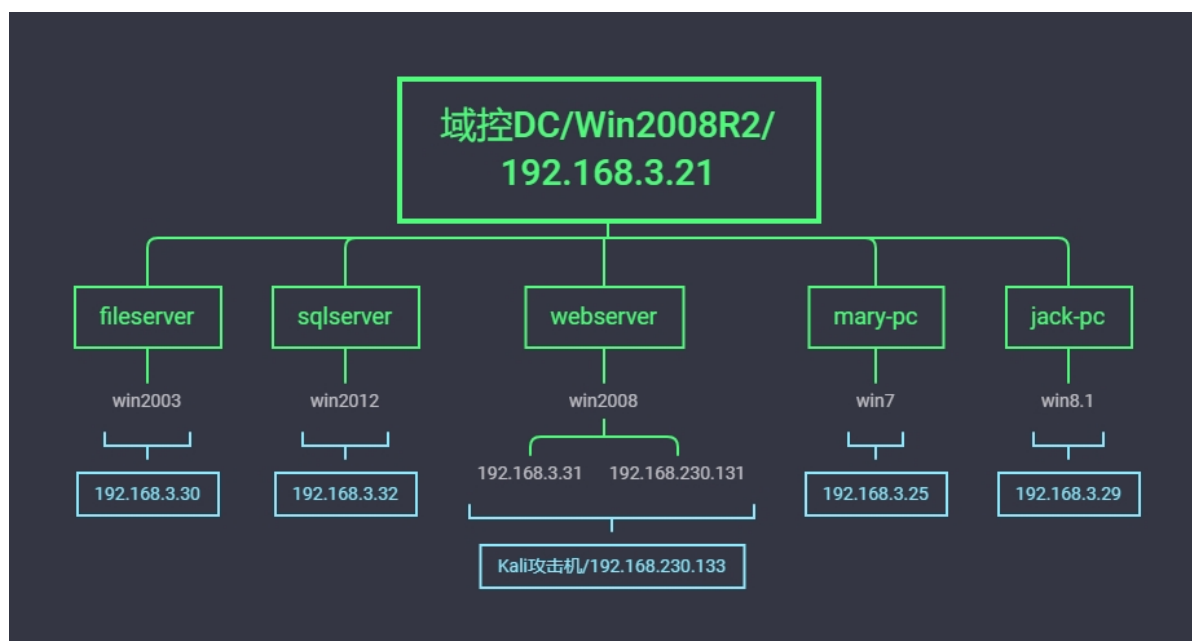 域控DC/Win2008R2/
192.168.3.21
fileserver
sqlserver
webserver
mary-pc
jack-pc
win2003
win2012
win2008
win7
win8.1
192.168.3.31
192.168.230.131
192.168.3.30
192.168.3.32
192.168.3.25
192.168.3.29
Kali攻击机/192.168.230.133